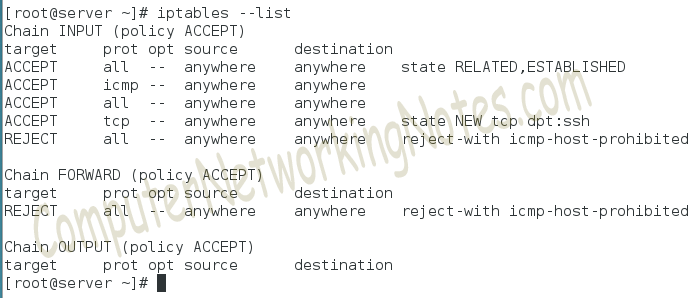 [root@server ~]# iptables --list
Chain INPUT (policy ACCEPT)
target     prot opt source      destination
ACCEPT     all  --  anywhere    anywhere    state RELATED,ESTABLISHED
ACCEPT     icmp --  anywhere    anywhere
ACCEPT     all  --  anywhere    anywhere
ACCEPT     tcp  --  anywhere    anywhere    state NEW tcp dpt:ssh
REJECT     all  --  anywhere    anywhere    reject-with icmp-host-prohibited
Chain FORWARD (policy ACCEPT)
target     prot opt source      destination
REJECT     all  --  anywhere    anywhere    reject-with icmp-host-prohibited
Chain OUTPUT (policy ACCEPT)
target     prot opt source      destination
[root@server ~]#
ComputerNetworkingNotes.com